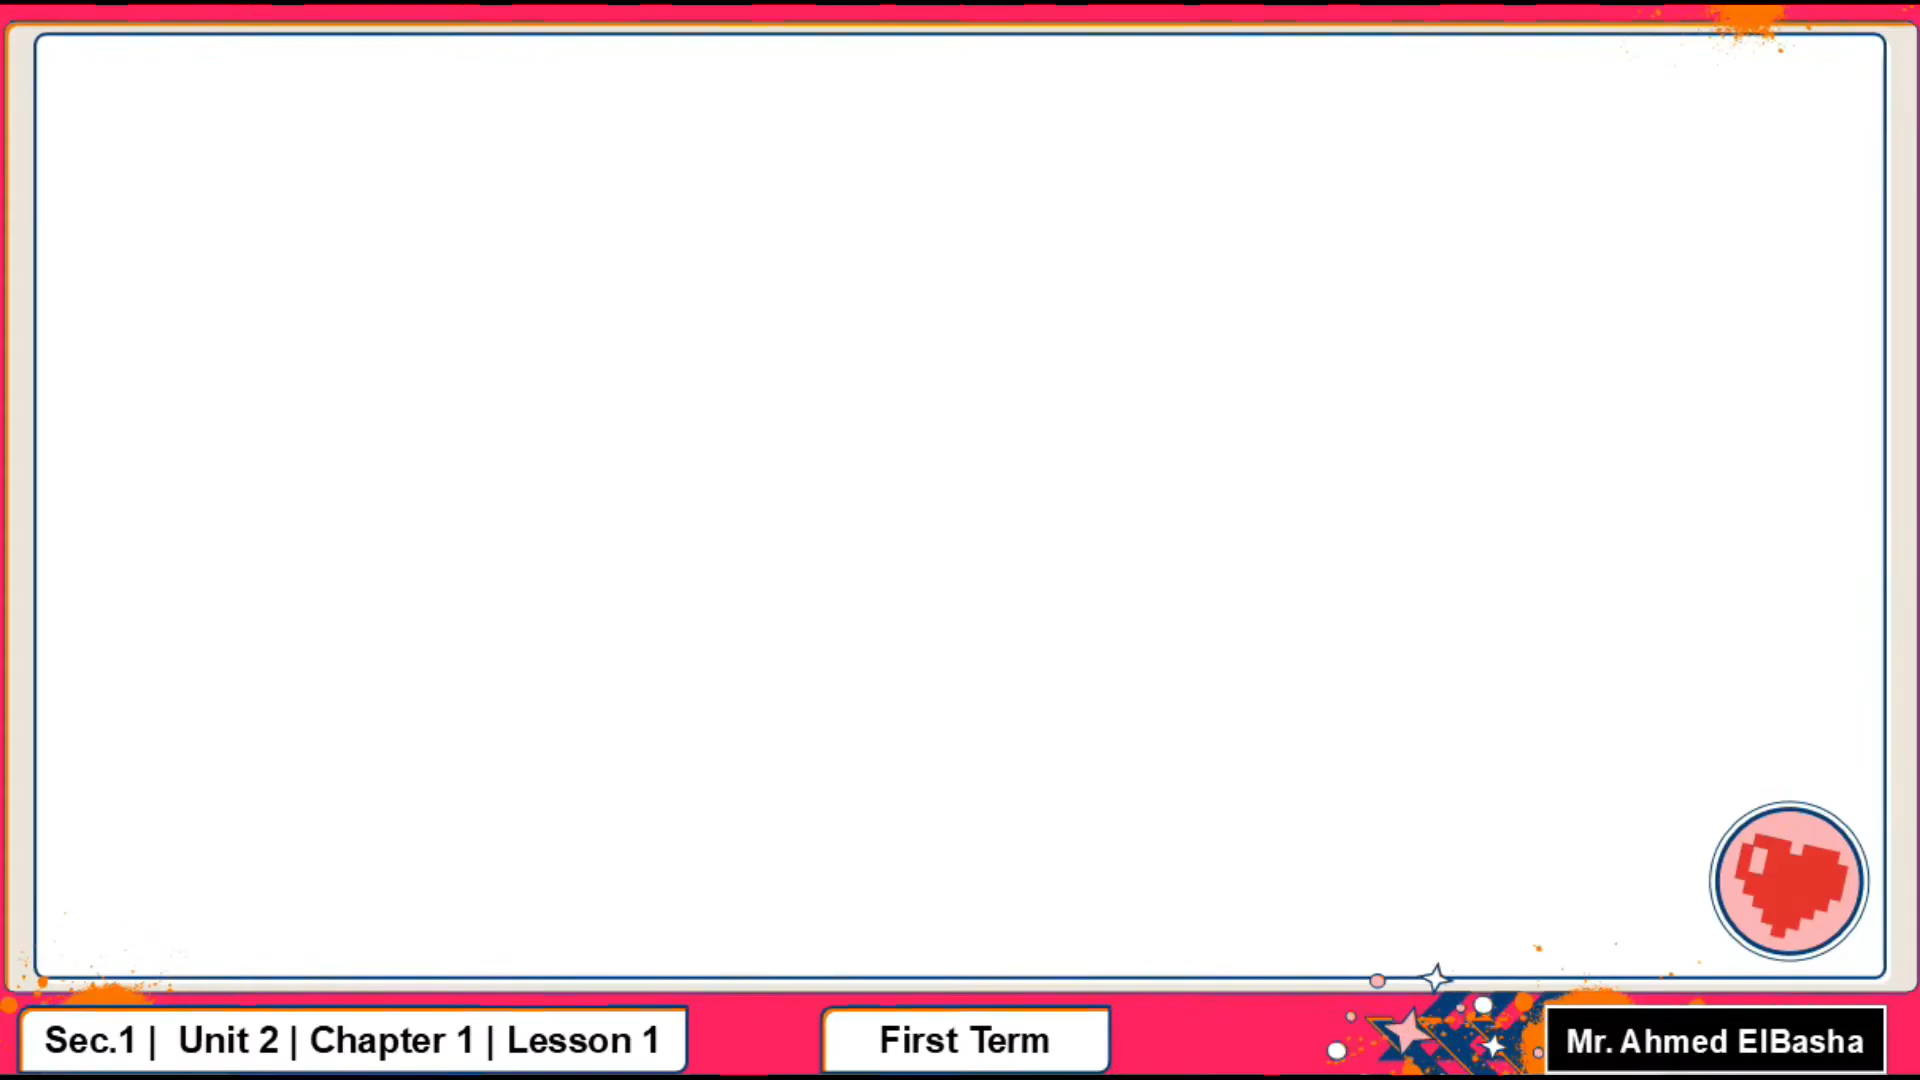 Sec.1 |  Unit 2 | Chapter 1 | Lesson 1
First Term
Mr. Ahmed ElBasha